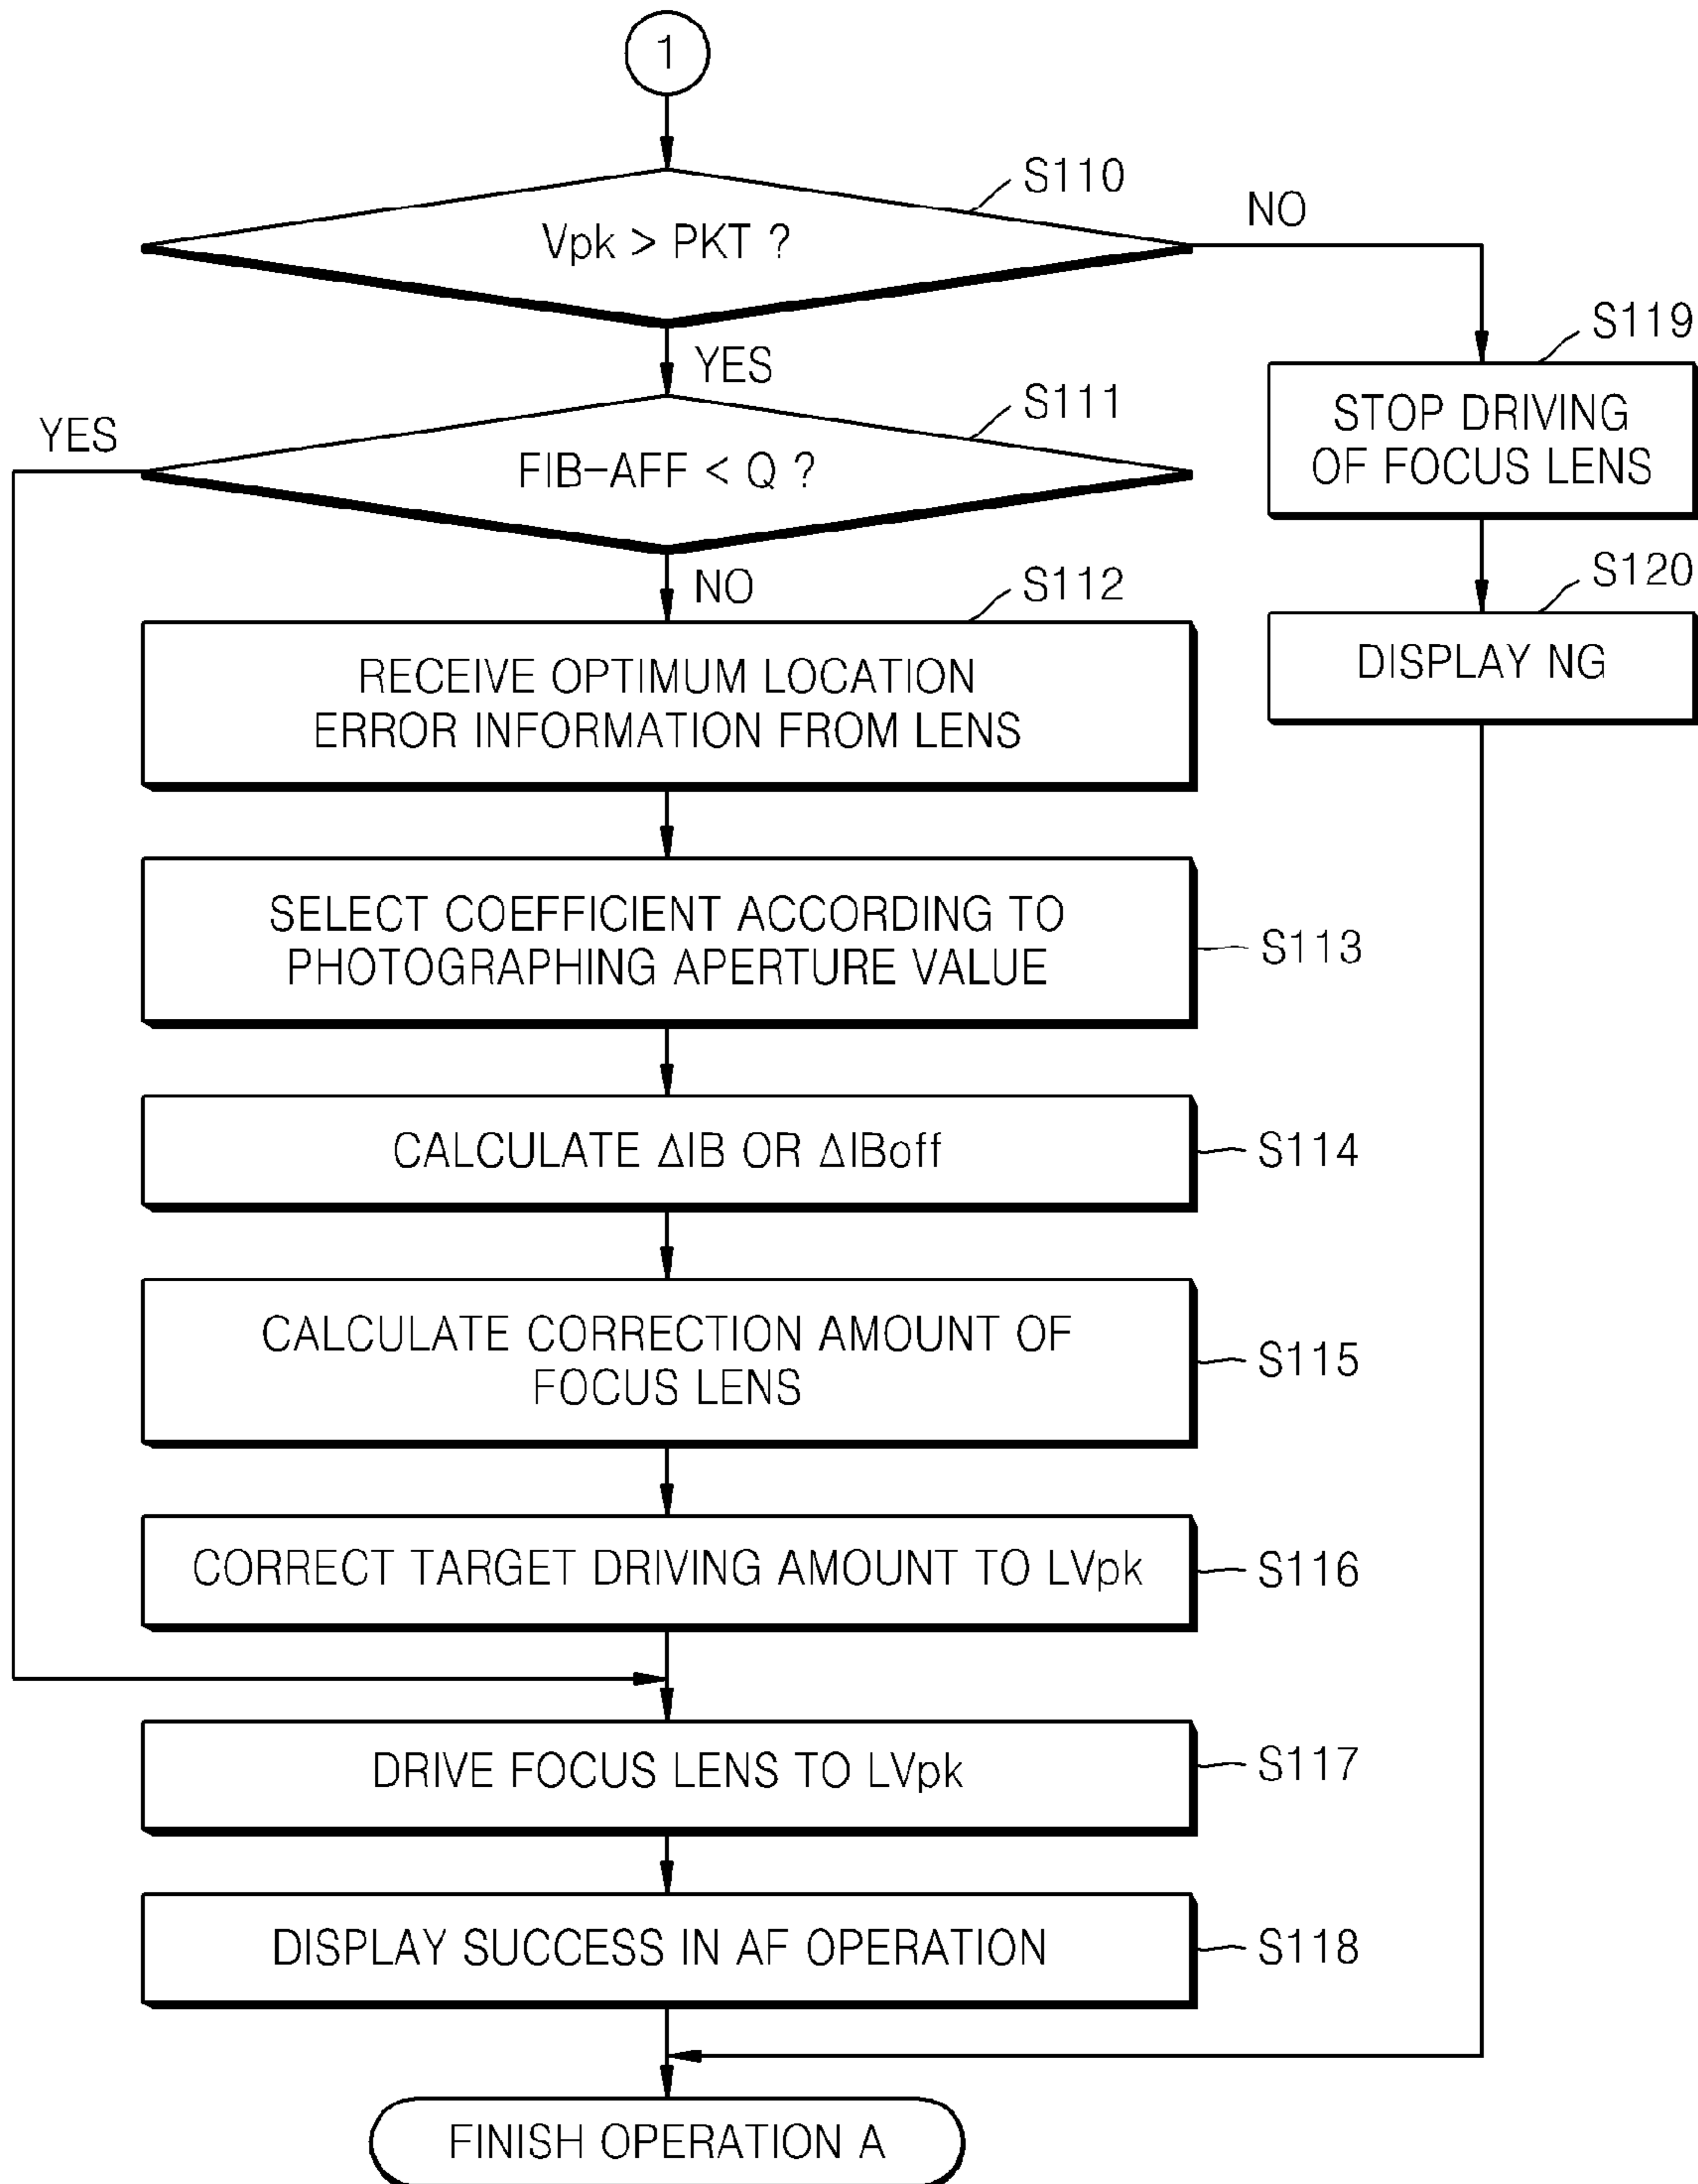 1
S110
Vpk > PKT ?
NO
YES
S119
STOP DRIVING
OF FOCUS LENS
S111
YES
FIB-AFF < Q ?
NO
S120
DISPLAY NG
S112
RECEIVE OPTIMUM LOCATION
ERROR INFORMATION FROM LENS
SELECT COEFFICIENT ACCORDING TO
PHOTOGRAPHING APERTURE VALUE
S113
CALCULATE ΔIB OR ΔIBoff
S114
CALCULATE CORRECTION AMOUNT OF
FOCUS LENS
S115
CORRECT TARGET DRIVING AMOUNT TO LVpk
S116
DRIVE FOCUS LENS TO LVpk
S117
DISPLAY SUCCESS IN AF OPERATION
S118
FINISH OPERATION A